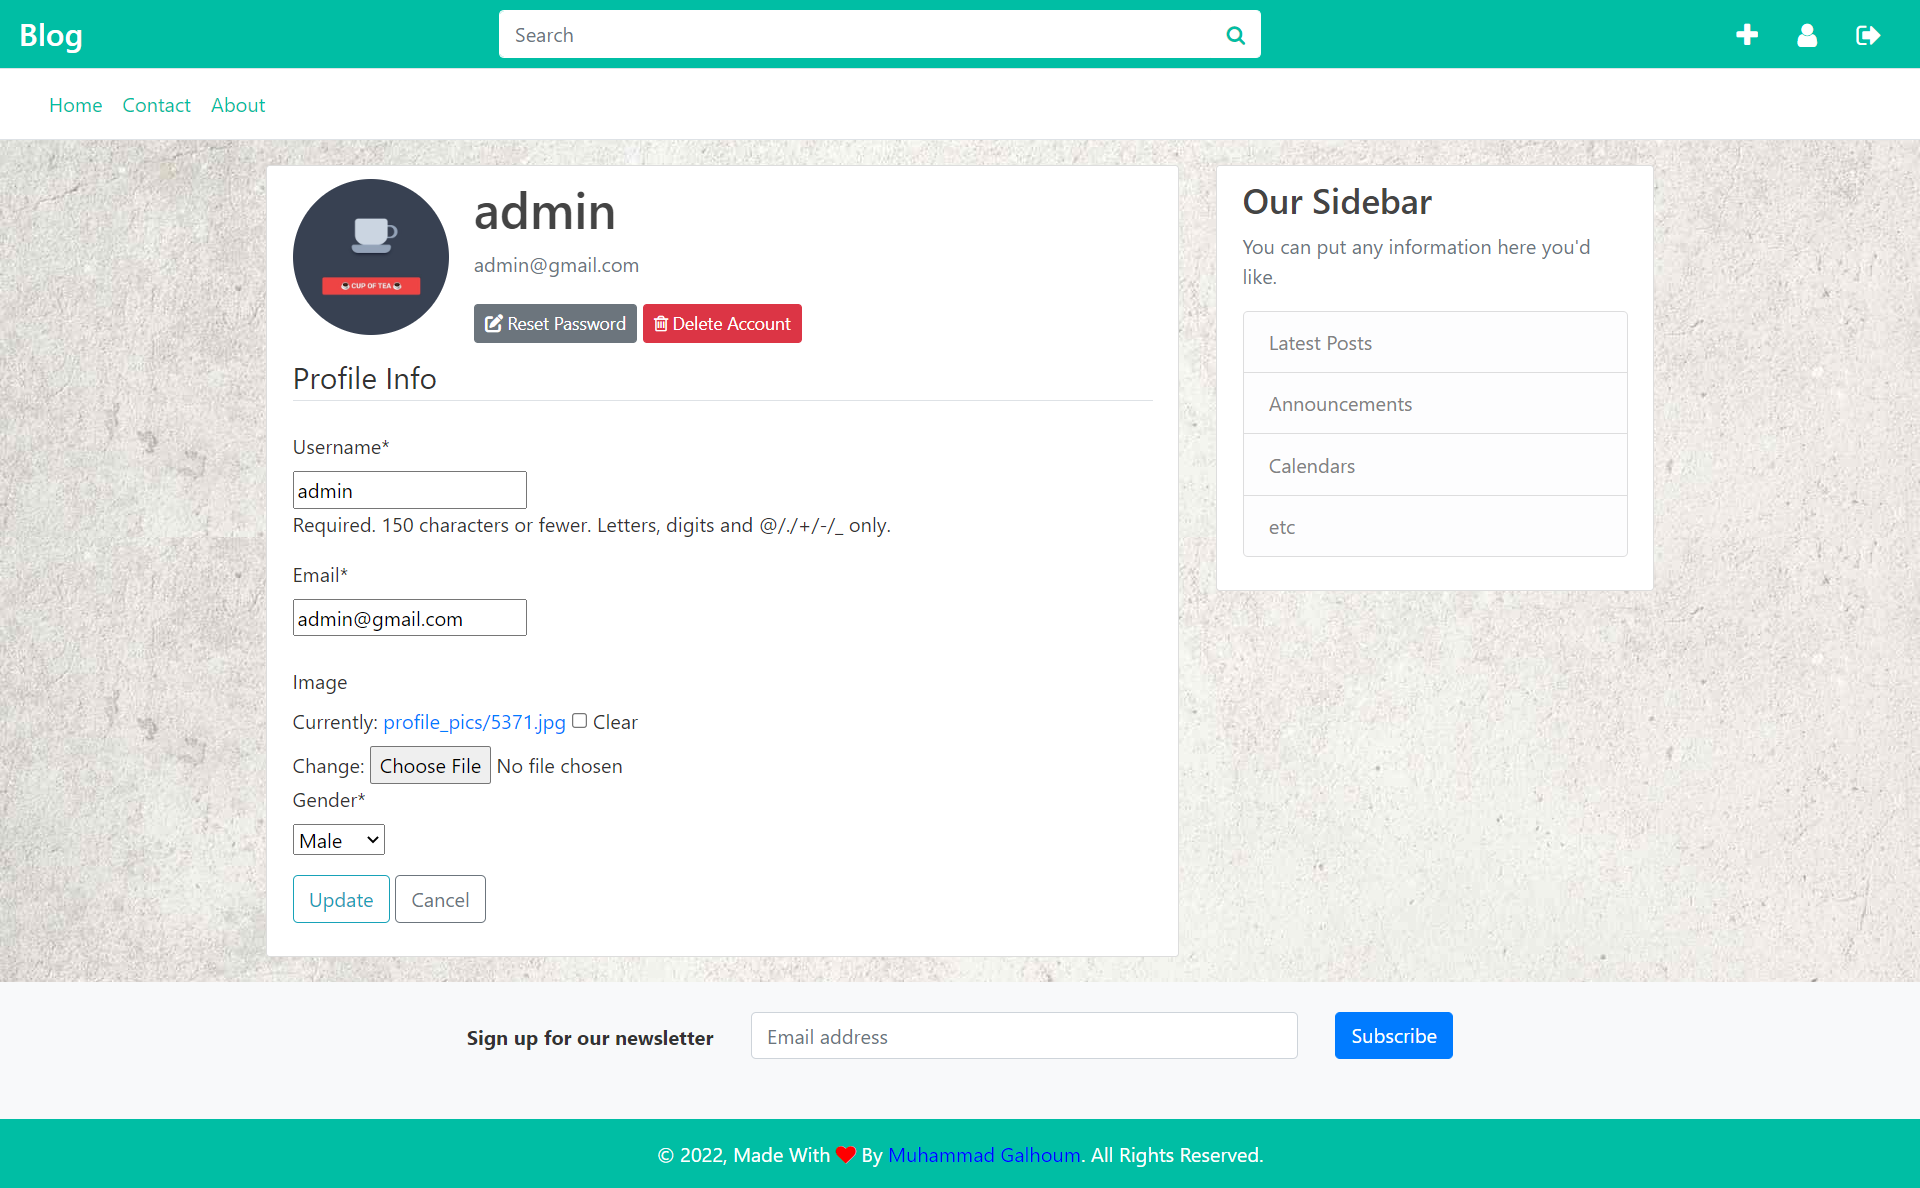 Blog
Search
Home Contact About
CUP OF TEA
admin
admin@gmail.com
Reset Password Delete Account
Profile Info
Username*
admin
Required. 150 characters or fewer. Letters, digits and @/./+/-/_ only.
Email*
admin@gmail.com
Image
Currently: profile_pics/5371.jpg Clear
Change: Choose File No file chosen
Gender*
Male
Update Cancel
Our Sidebar
You can put any information here you'd
like.
Latest Posts
Announcements
Calendars
etc
Sign up for our newsletter Email address Subscribe
© 2022, Made With ❤ By Muhammad Galhoum. All Rights Reserved.